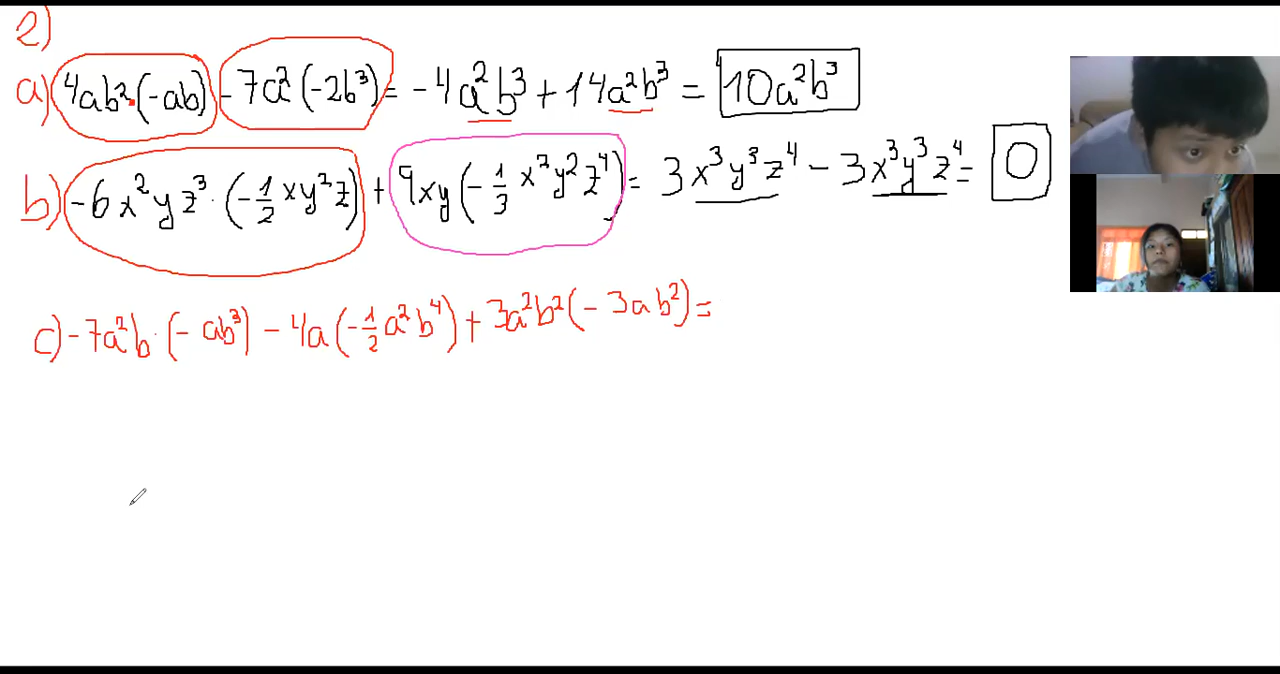 2)
a) 4ab²·(-ab) - 7a²(-2b³) = -4a²b³ + 14a²b³ = 10a²b³
b) -6x²yz³·(-1/2 xy²z) + 9xy(-1/3 x²y²z⁴) = 3x³y³z⁴ - 3x³y³z⁴ = 0
c) -7a²b·(-ab³) - 4a(-1/2 a²b⁴) + 3a²b²(-3ab²) =